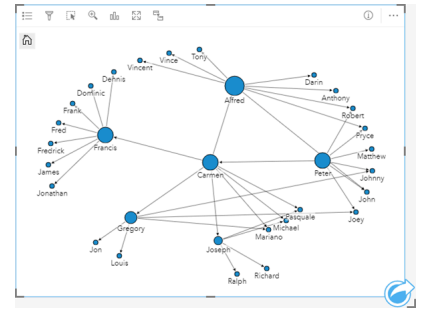 Tony
Vince
Vincent
Dennis
Darin
Dominic
Alfred
Anthony
Frank
Robert
Fred
Pryce
Francis
Fredrick
Matthew
James
Carmen
Peter
Johnny
Jonathan
John
Pasquale
Joey
Gregory
Michael
Mariano
Jon
Joseph
Louis
Richard
Ralph